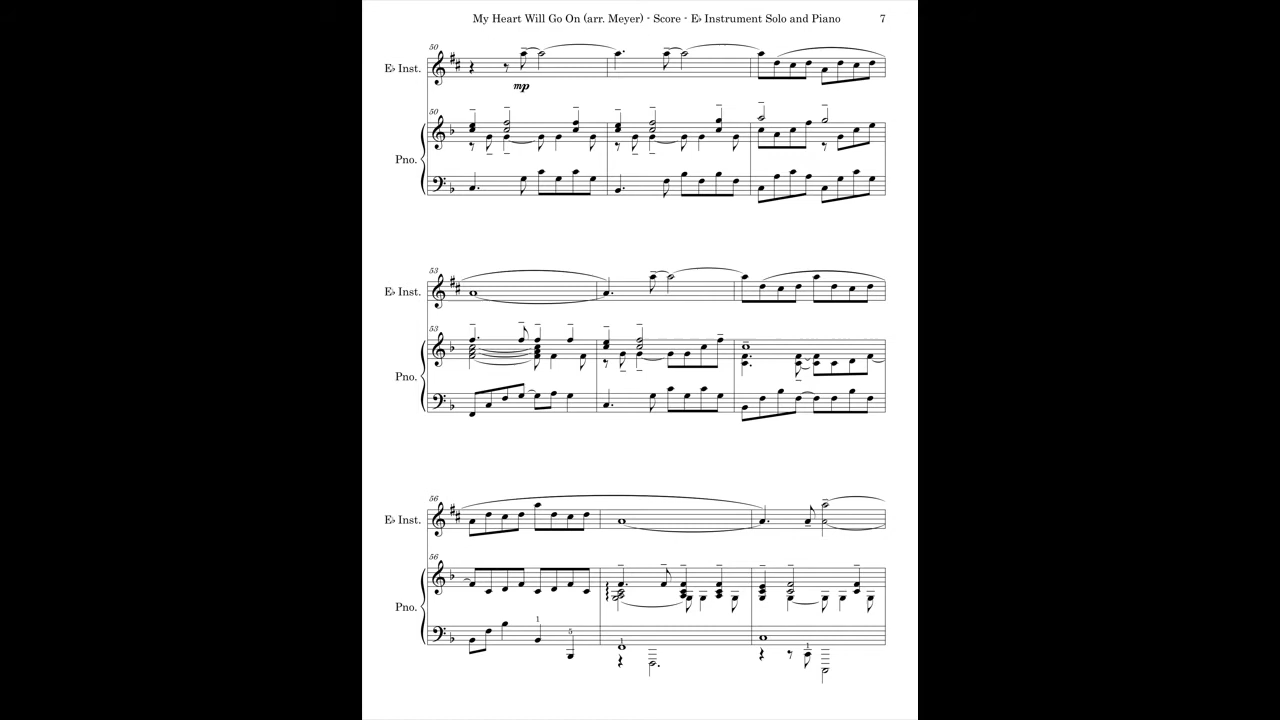 My Heart Will Go On (arr. Meyer) - Score - E♭ Instrument Solo and Piano 7
50
E♭ Inst.
mp
50
Pno.
53
E♭ Inst.
53
Pno.
56
E♭ Inst.
56
Pno.
1 5 1 1